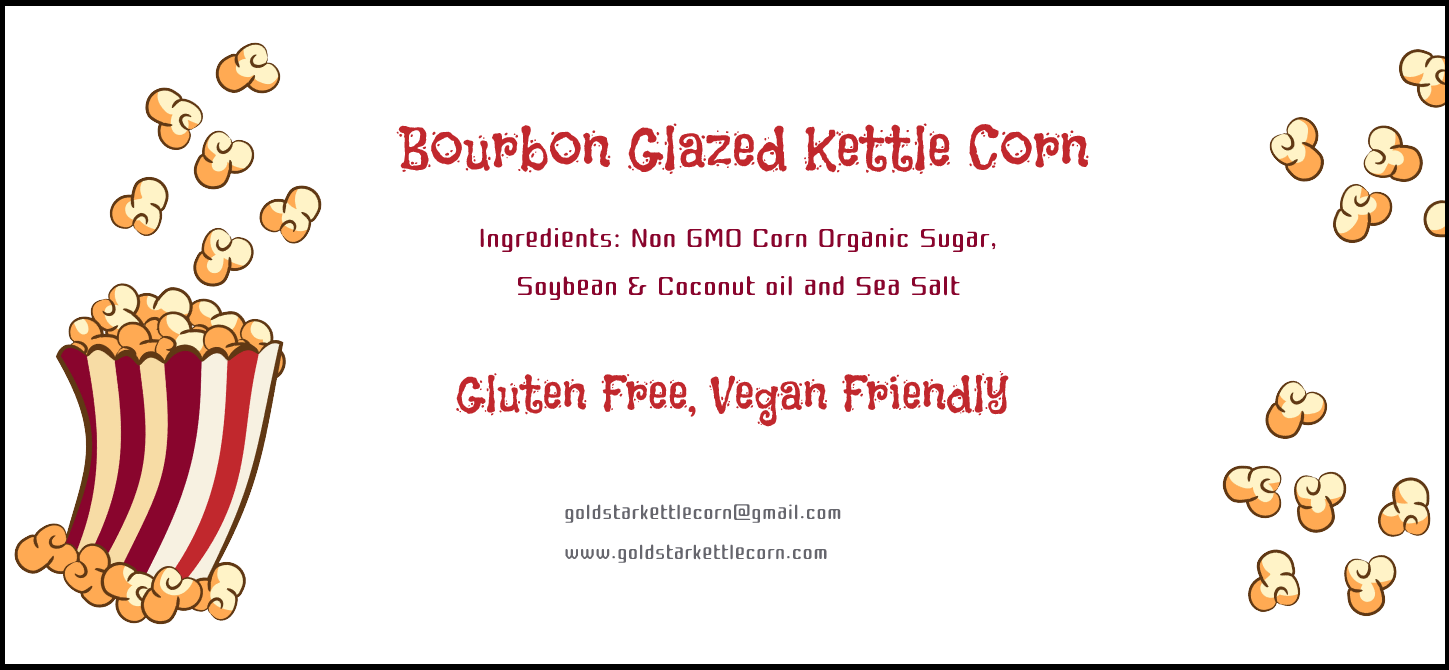 Bourbon Glazed Kettle Corn
Ingredients: Non GMO Corn Organic Sugar,
Soybean & Coconut oil and Sea Salt
Gluten Free, Vegan Friendly
goldstarkettlecorn@gmail.com
www.goldstarkettlecorn.com